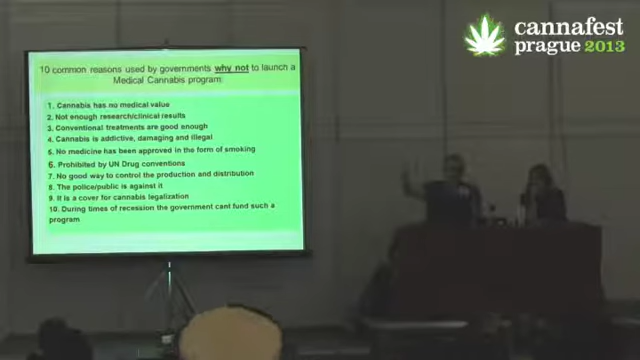 cannafest
prague 2013
10 common reasons used by governments why not to launch a
Medical Cannabis program
1. Cannabis has no medical value
2. Not enough research/clinical results
3. Conventional treatments are good enough
4. Cannabis is addictive, damaging and illegal
5. No medicine has been approved in the form of smoking
6. Prohibited by UN Drug conventions
7. No good way to control the production and distribution
8. The police/public is against it
9. It is a cover for cannabis legalization
10. During times of recession the government cant fund such a
program